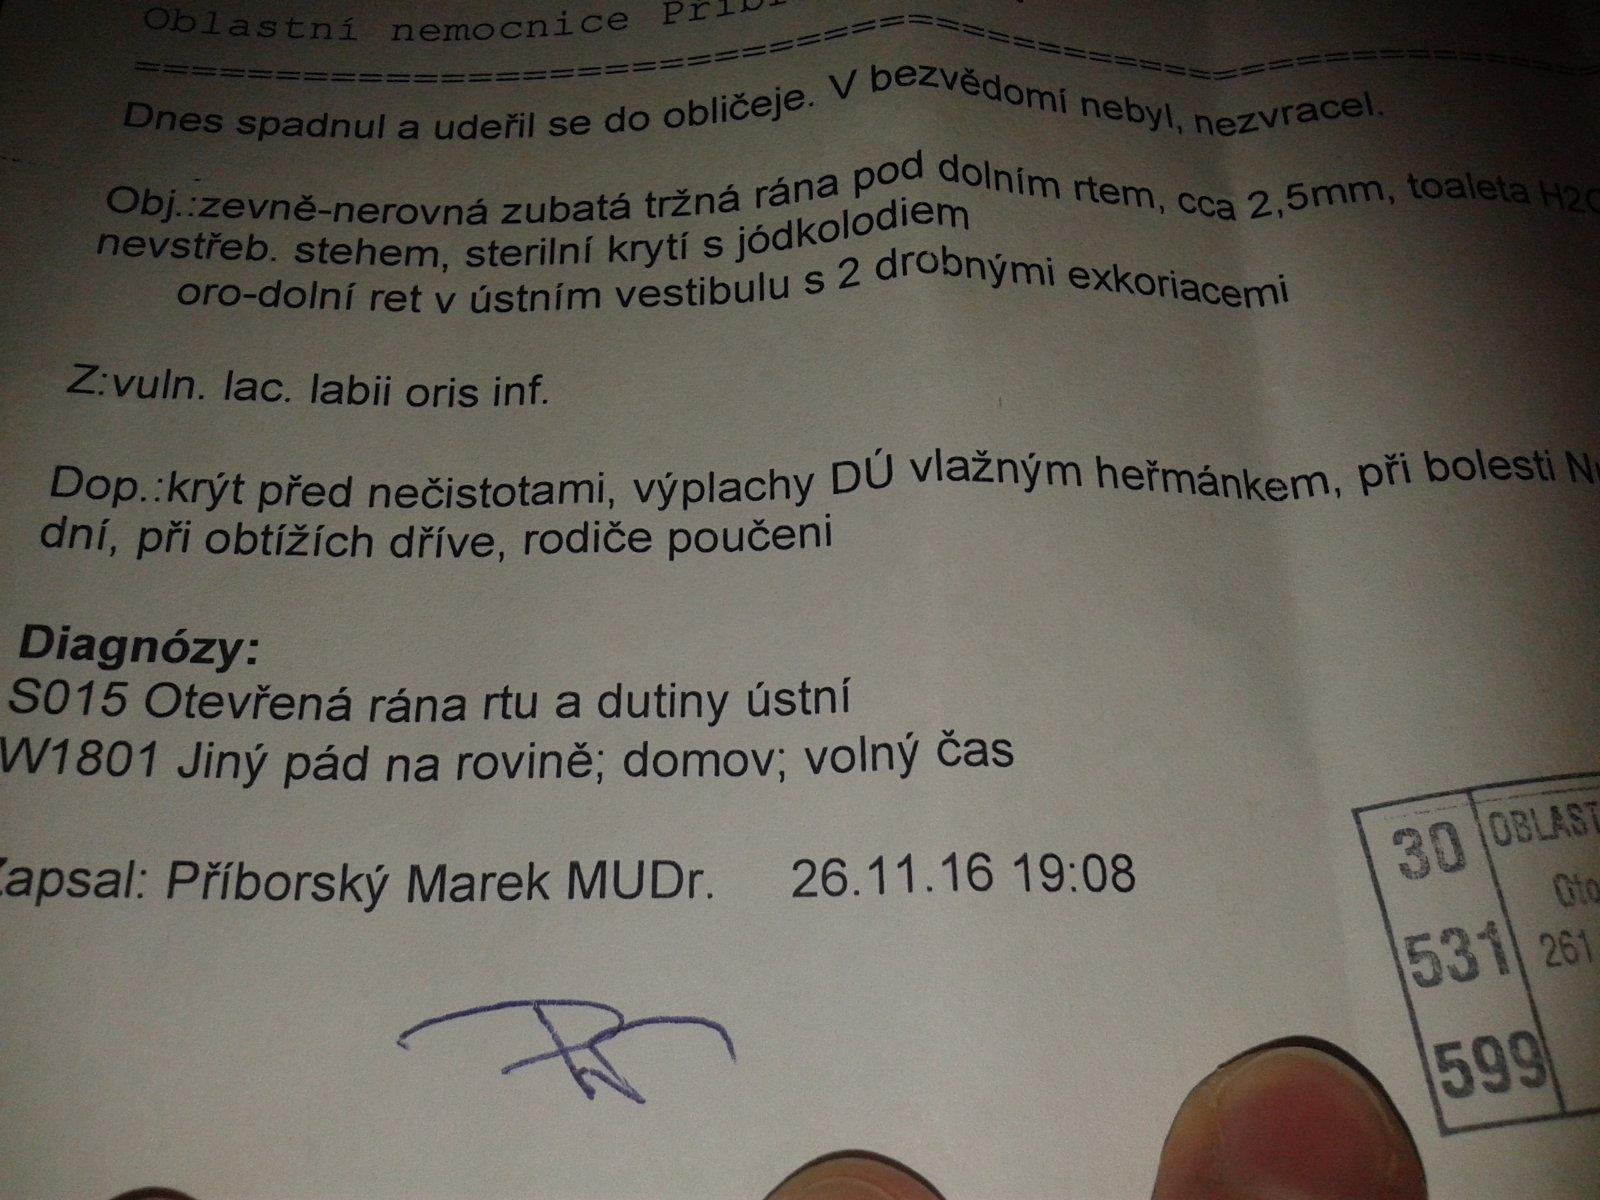 Oblastní nemocnice
==========================================
Dnes spadnul a udeřil se do obličeje. V bezvědomí nebyl, nezvracel.
Obj.:zevně-nerovná zubatá tržná rána pod dolním rtem, cca 2,5mm, toaleta
nevstřeb. stehem, sterilní krytí s jódkolodiem
oro-dolní ret v ústním vestibulu s 2 drobnými exkoriacemi
Z:vuln. lac. labii oris inf.
Dop.:krýt před nečistotami, výplachy DÚ vlažným heřmánkem, při bolesti
dní, při obtížích dříve, rodiče poučeni
Diagnózy:
S015 Otevřená rána rtu a dutiny ústní
W1801 Jiný pád na rovině; domov; volný čas
Zapsal: Příborský Marek MUDr. 26.11.16 19:08
30
531 261
599